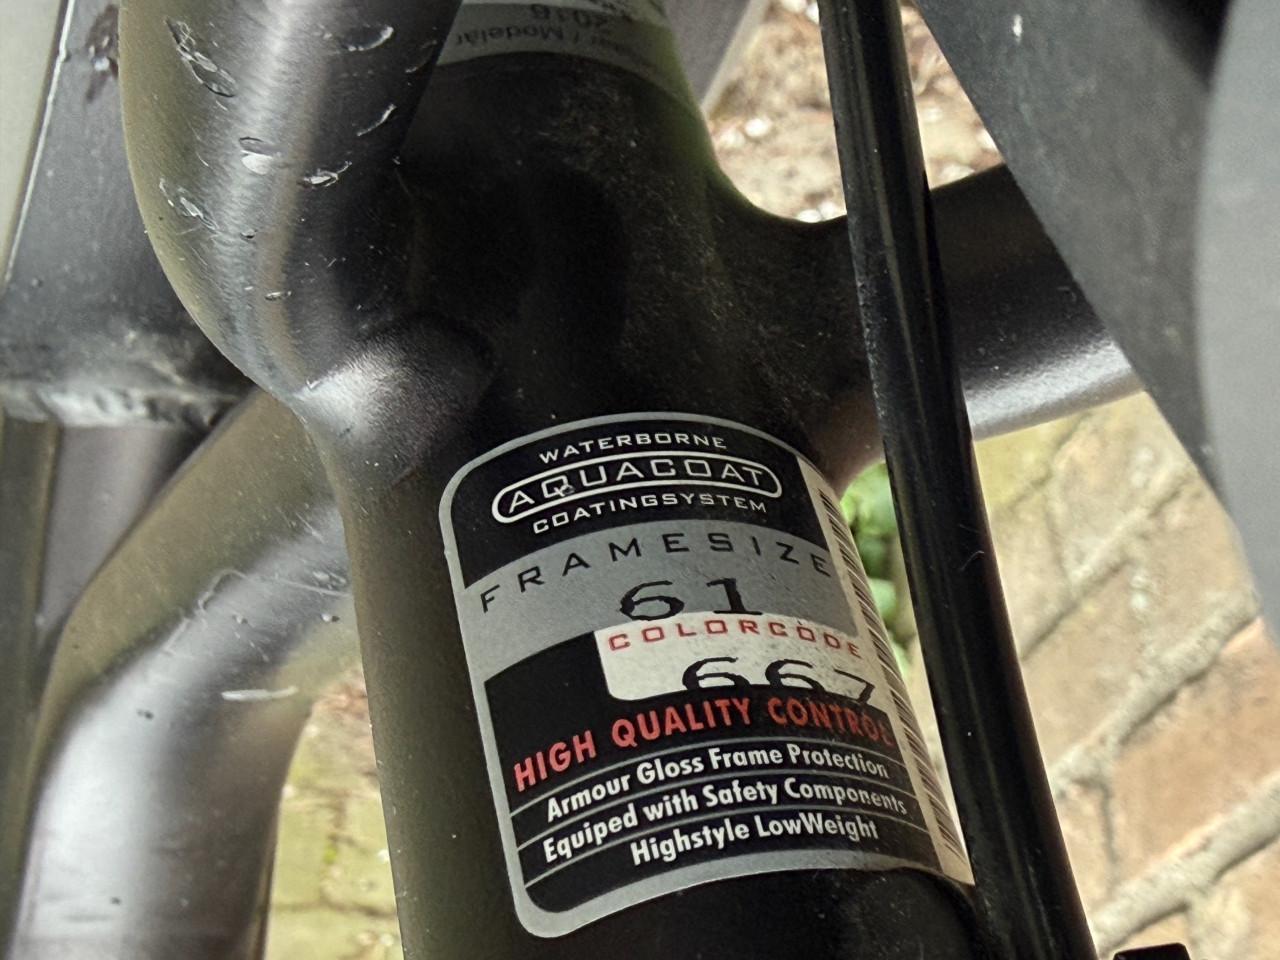 2016
WATERBORNE
AQUACOAT
COATINGSYSTEM
FRAMESIZE
61
COLORCODE
667
HIGH QUALITY CONTROL
Armour Gloss Frame Protection
Equiped with Safety Components
Highstyle LowWeight